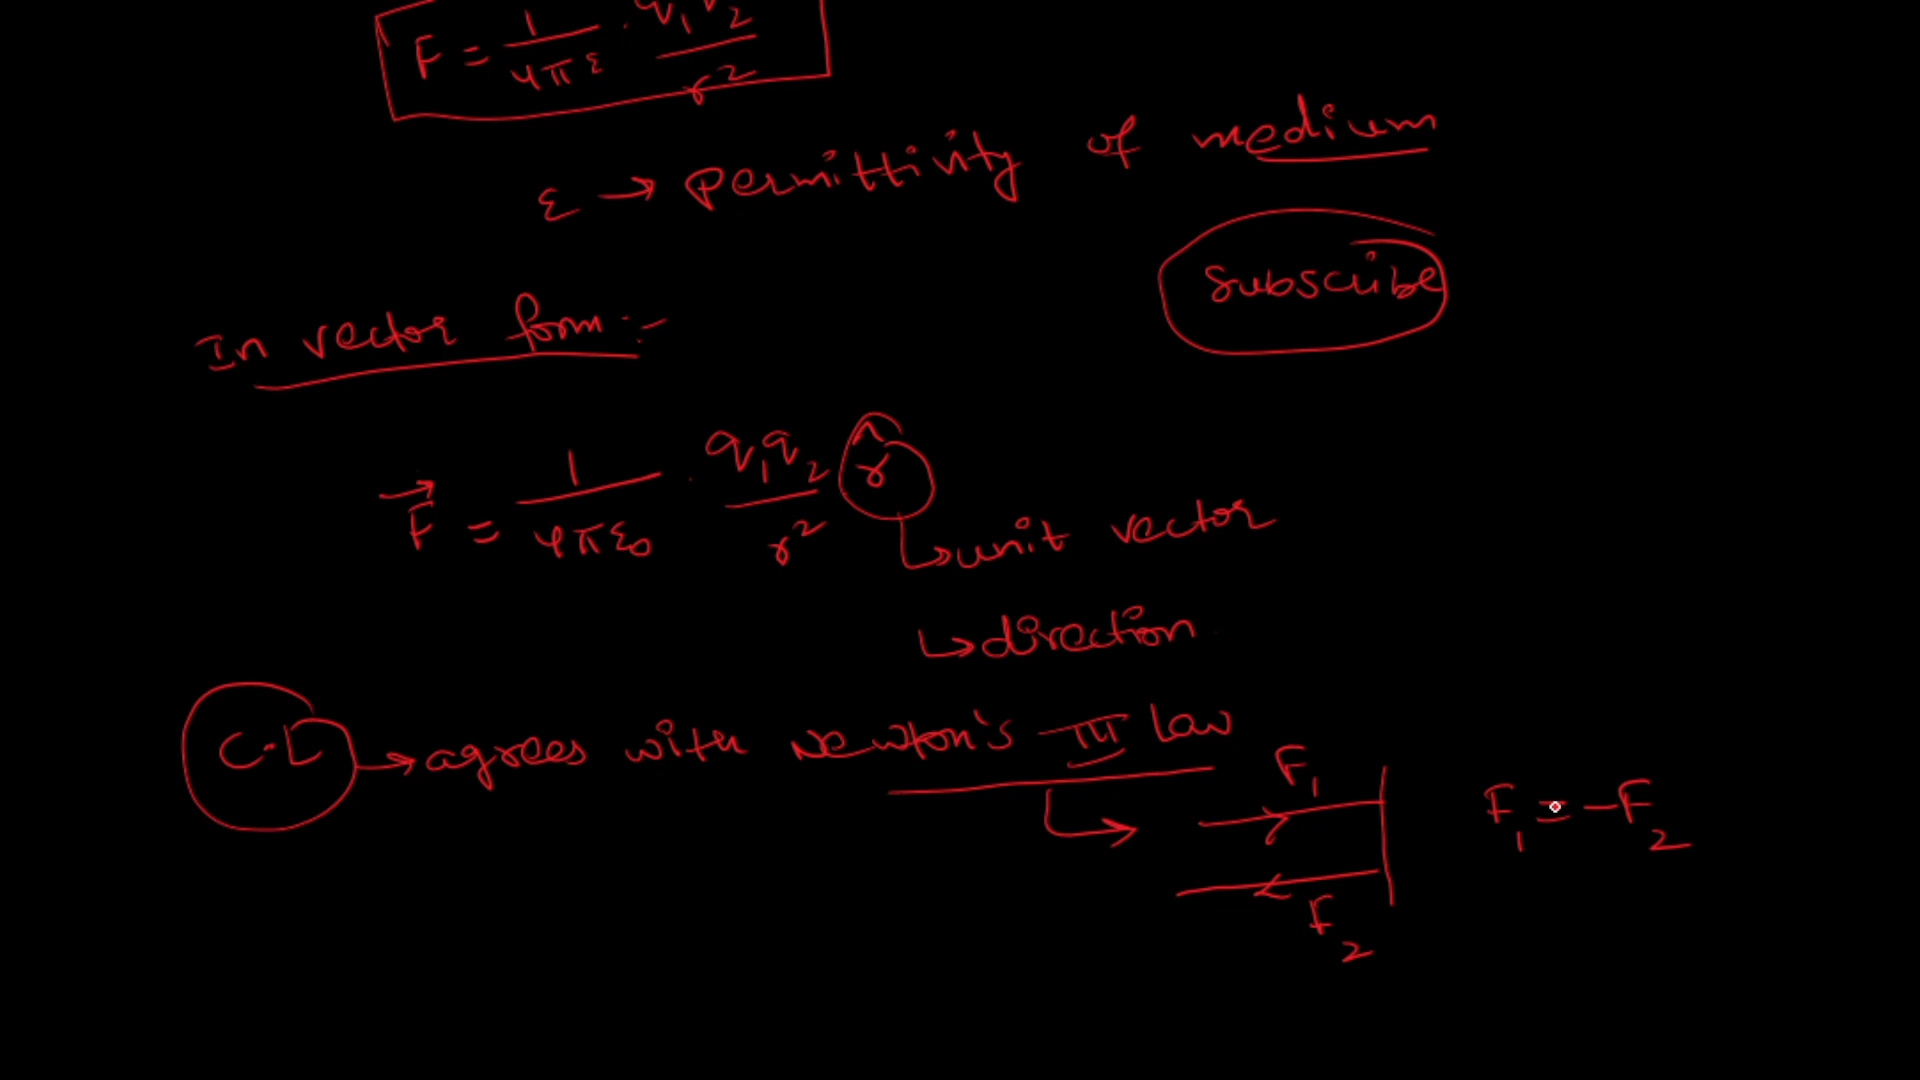 F = 1/4πε · q₁q₂/r²
ε → Permittivity of medium
Subscribe
In vector form :-
F⃗ = 1/4πε₀ · q₁q₂/r² r̂
↳ unit vector
↳ direction
C-L → agrees with Newton's III law
F₁
F₁ = -F₂
F₂